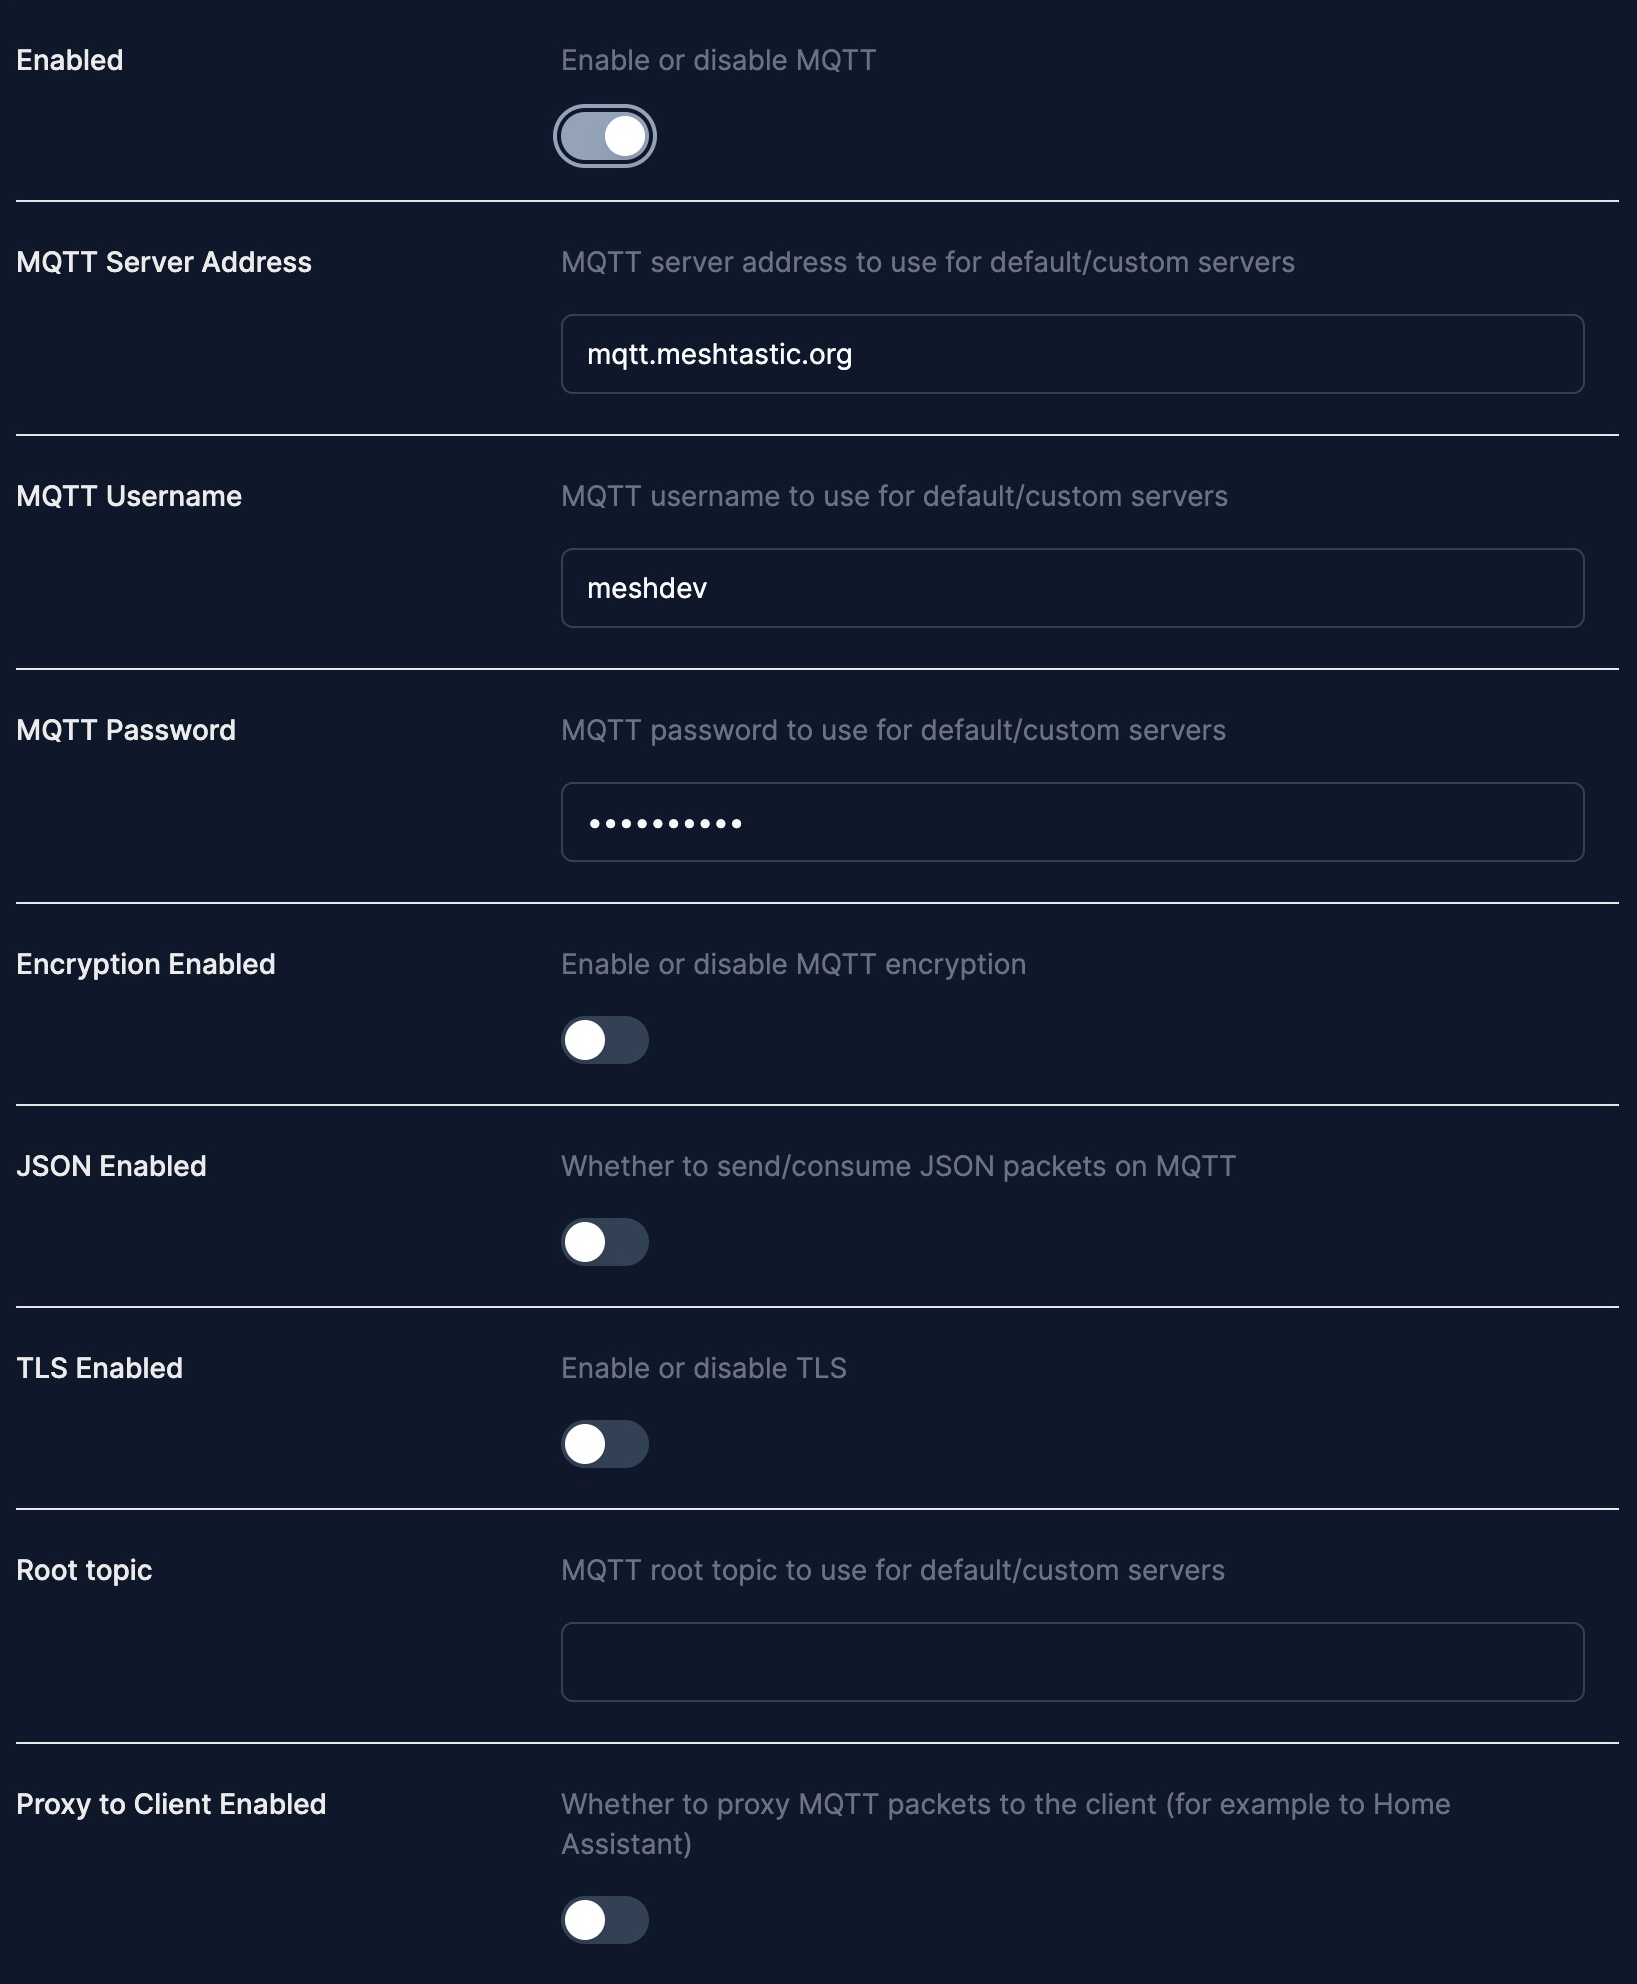 Enabled
Enable or disable MQTT
MQTT Server Address
MQTT server address to use for default/custom servers
mqtt.meshtastic.org
MQTT Username
MQTT username to use for default/custom servers
meshdev
MQTT Password
MQTT password to use for default/custom servers
••••••••••
Encryption Enabled
Enable or disable MQTT encryption
JSON Enabled
Whether to send/consume JSON packets on MQTT
TLS Enabled
Enable or disable TLS
Root topic
MQTT root topic to use for default/custom servers
Proxy to Client Enabled
Whether to proxy MQTT packets to the client (for example to Home
Assistant)